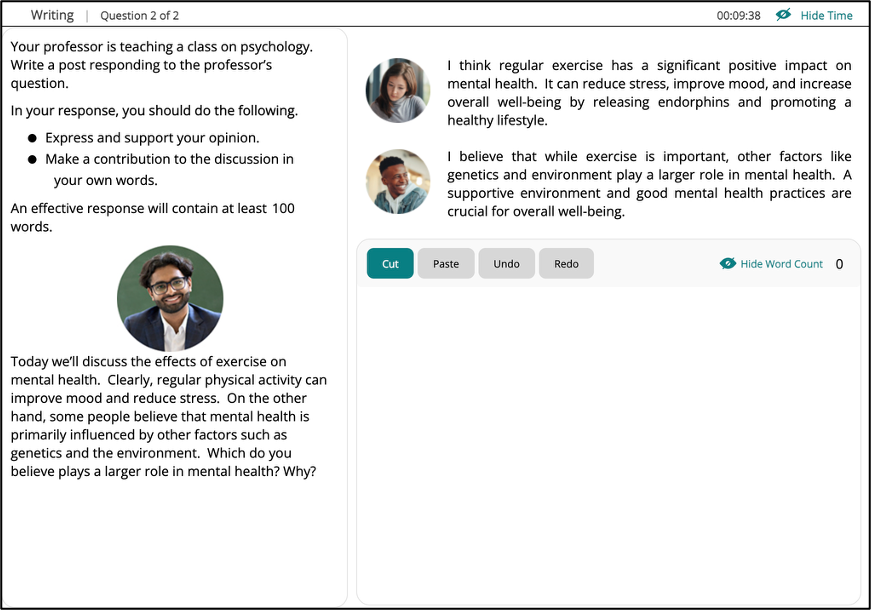 Writing | Question 2 of 2
00:09:38 Hide Time
Your professor is teaching a class on psychology.
Write a post responding to the professor's
question.
In your response, you should do the following.
● Express and support your opinion.
● Make a contribution to the discussion in
your own words.
An effective response will contain at least 100
words.
Today we'll discuss the effects of exercise on
mental health. Clearly, regular physical activity can
improve mood and reduce stress. On the other
hand, some people believe that mental health is
primarily influenced by other factors such as
genetics and the environment. Which do you
believe plays a larger role in mental health? Why?
I think regular exercise has a significant positive impact on
mental health. It can reduce stress, improve mood, and increase
overall well-being by releasing endorphins and promoting a
healthy lifestyle.
I believe that while exercise is important, other factors like
genetics and environment play a larger role in mental health. A
supportive environment and good mental health practices are
crucial for overall well-being.
Cut Paste Undo Redo Hide Word Count 0